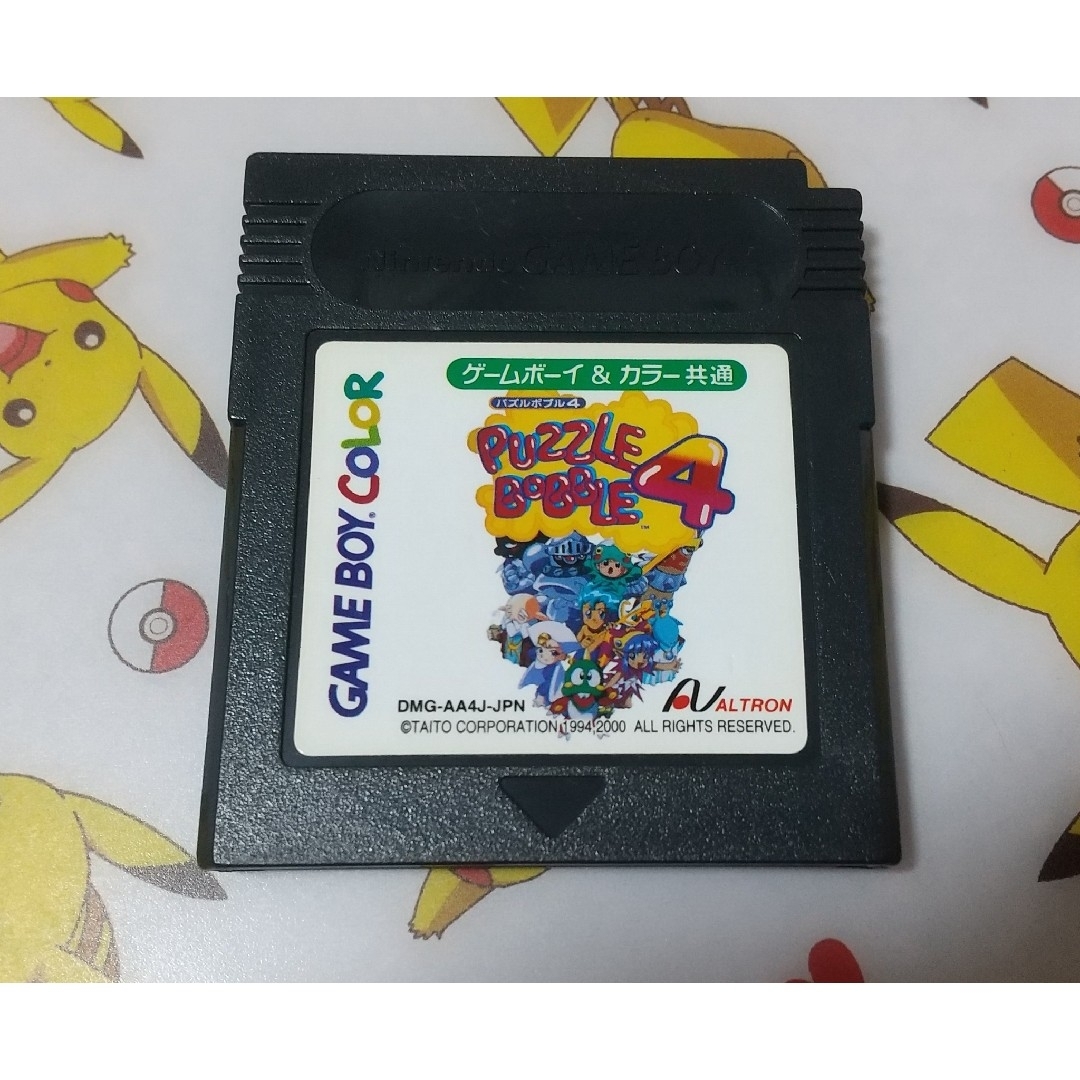 Nintendo GAME BOY
ゲームボーイ & カラー共通
GAME BOY® COLOR
パズルボブル4
PUZZLE
BOBBLE 4
TM
DMG-AA4J-JPN
ALTRON
©TAITO CORPORATION 1994,2000 ALL RIGHTS RESERVED.